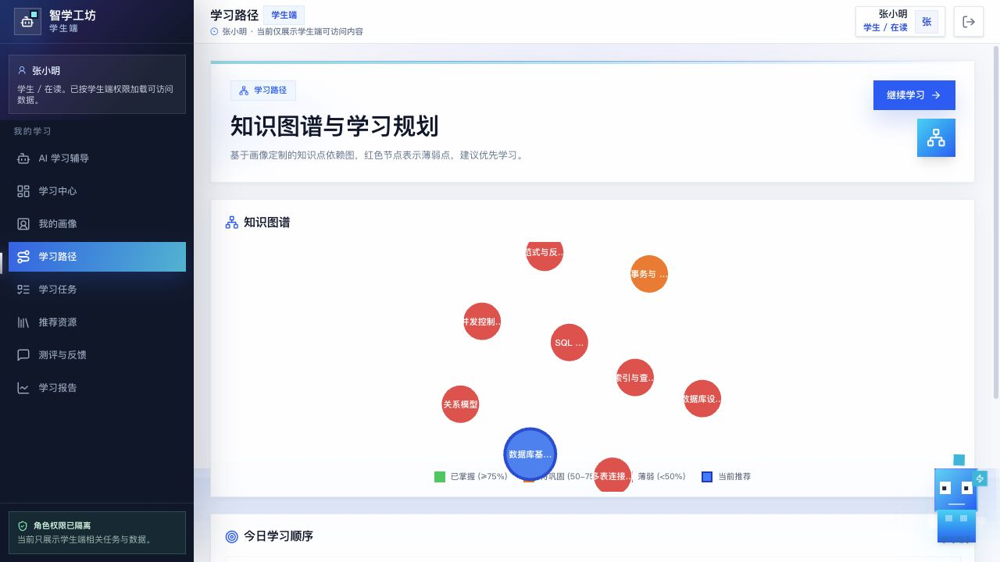 智学工坊
学生端
张小明
学生 / 在读。已按学生端权限加载可访问
数据。
我的学习
AI 学习辅导
学习中心
我的画像
学习路径
学习任务
推荐资源
测评与反馈
学习报告
角色权限已隔离
当前只展示学生端相关任务与数据。
学习路径 学生端
张小明 · 当前仅展示学生端可访问内容
张小明
学生 / 在读
张
学习路径
继续学习
知识图谱与学习规划
基于画像定制的知识点依赖图，红色节点表示薄弱点，建议优先学习。
知识图谱
范式与反...
事务与 ...
并发控制...
SQL ...
索引与查...
数据库设...
关系模型
数据库基...
多表连接...
已掌握 (≥75%)
巩固 (50–75
薄弱 (<50%)
当前推荐
今日学习顺序